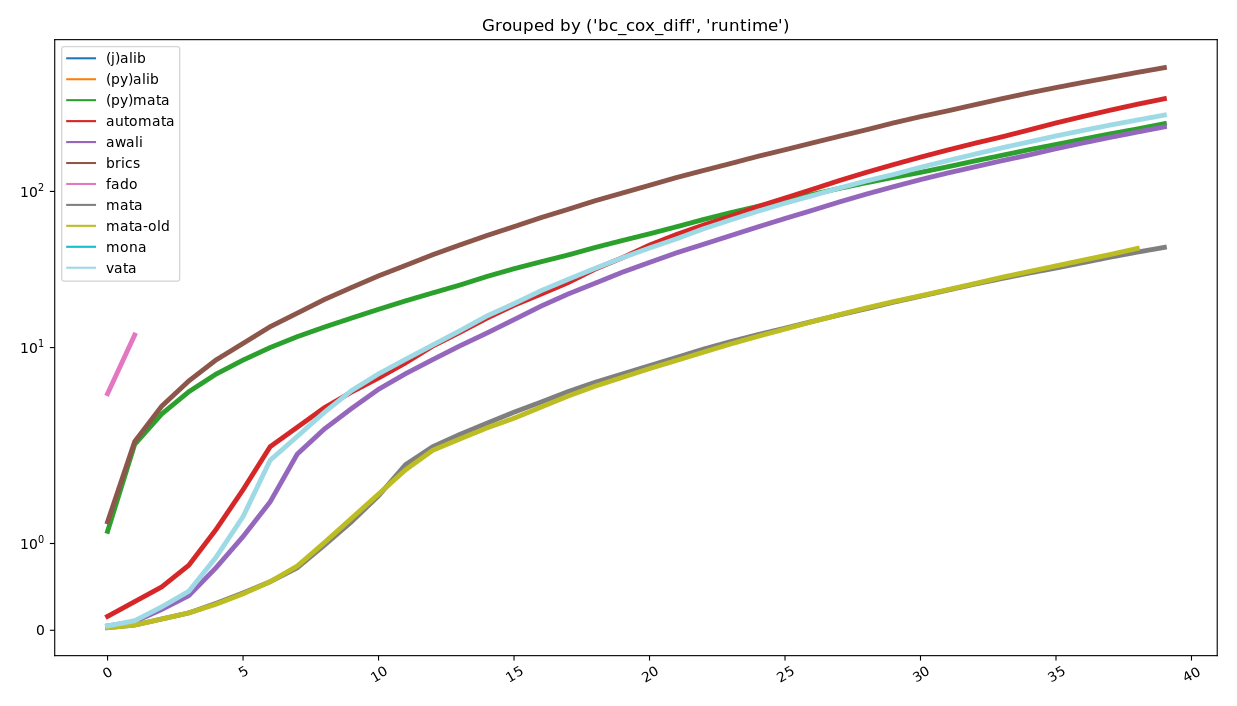 Grouped by ('bc_cox_diff', 'runtime')
(j)alib
(py)alib
(py)mata
automata
awali
brics
fado
mata
mata-old
mona
vata
10²
10¹
10⁰
0
0 5 10 15 20 25 30 35 40